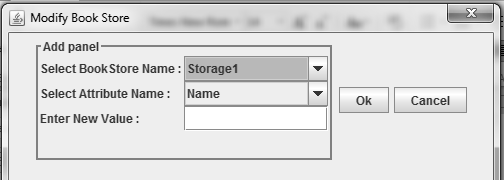 Modify Book Store
Add panel
Select BookStore Name : Storage1
Select Attribute Name : Name
Ok Cancel
Enter New Value :